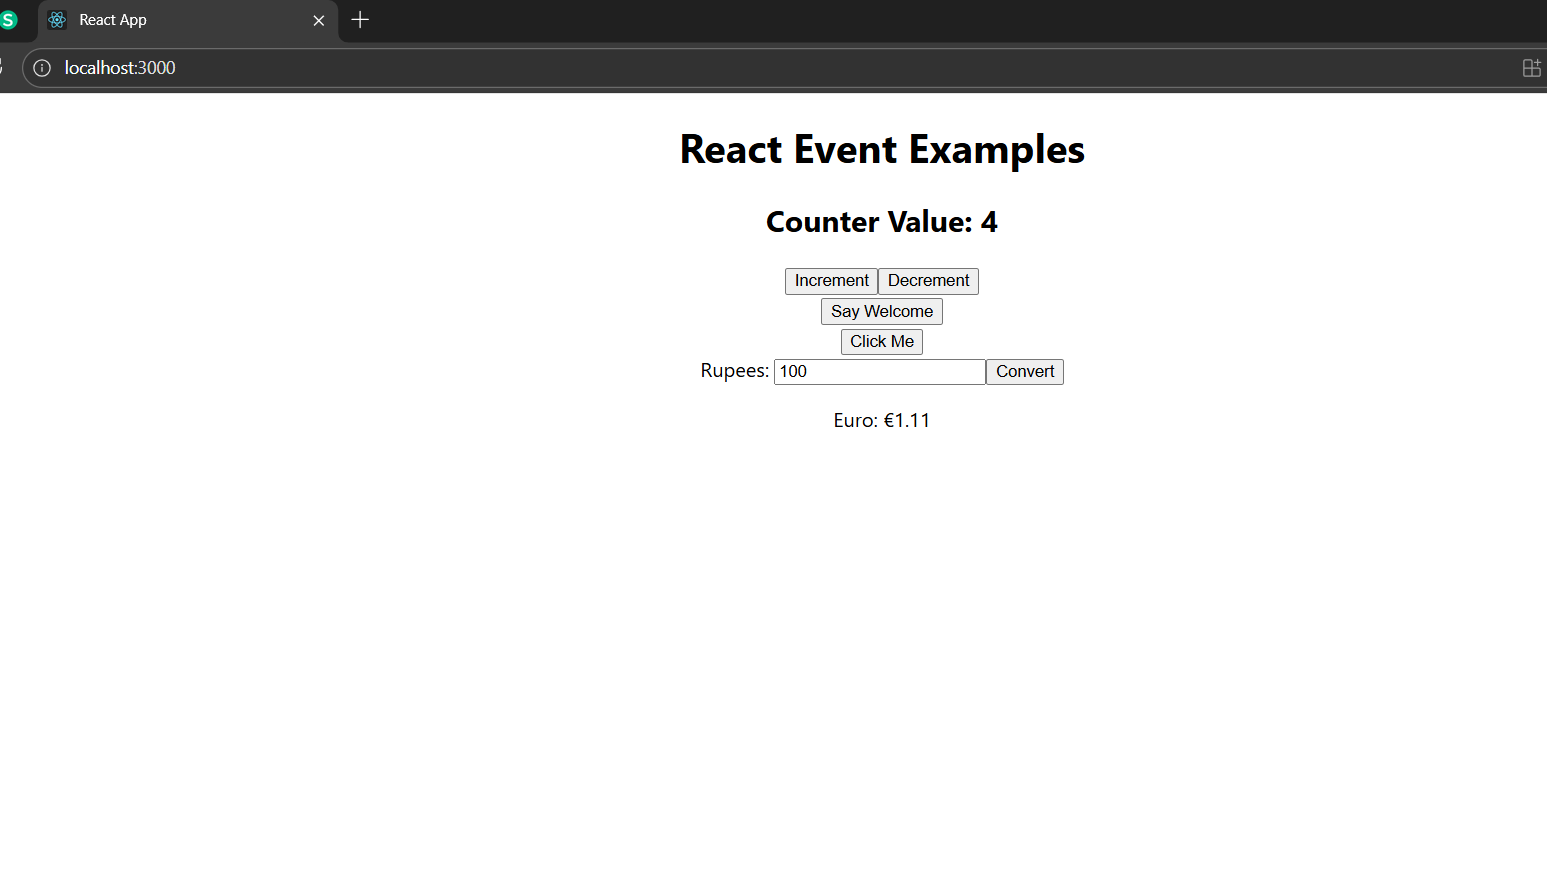 S React App
localhost:3000
React Event Examples
Counter Value: 4
Increment Decrement
Say Welcome
Click Me
Rupees: 100 Convert
Euro: €1.11